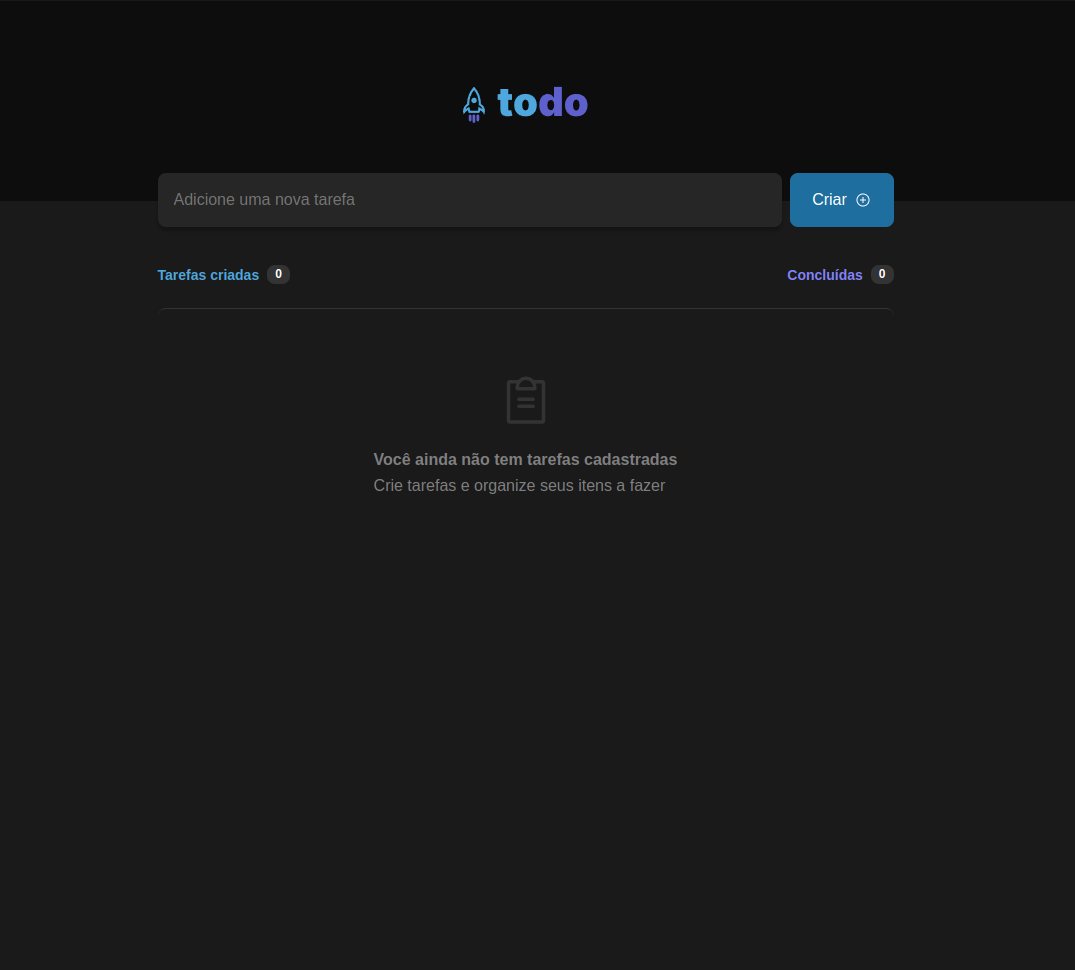 todo
Adicione uma nova tarefa
Criar
Tarefas criadas 0
Concluídas 0
Você ainda não tem tarefas cadastradas
Crie tarefas e organize seus itens a fazer